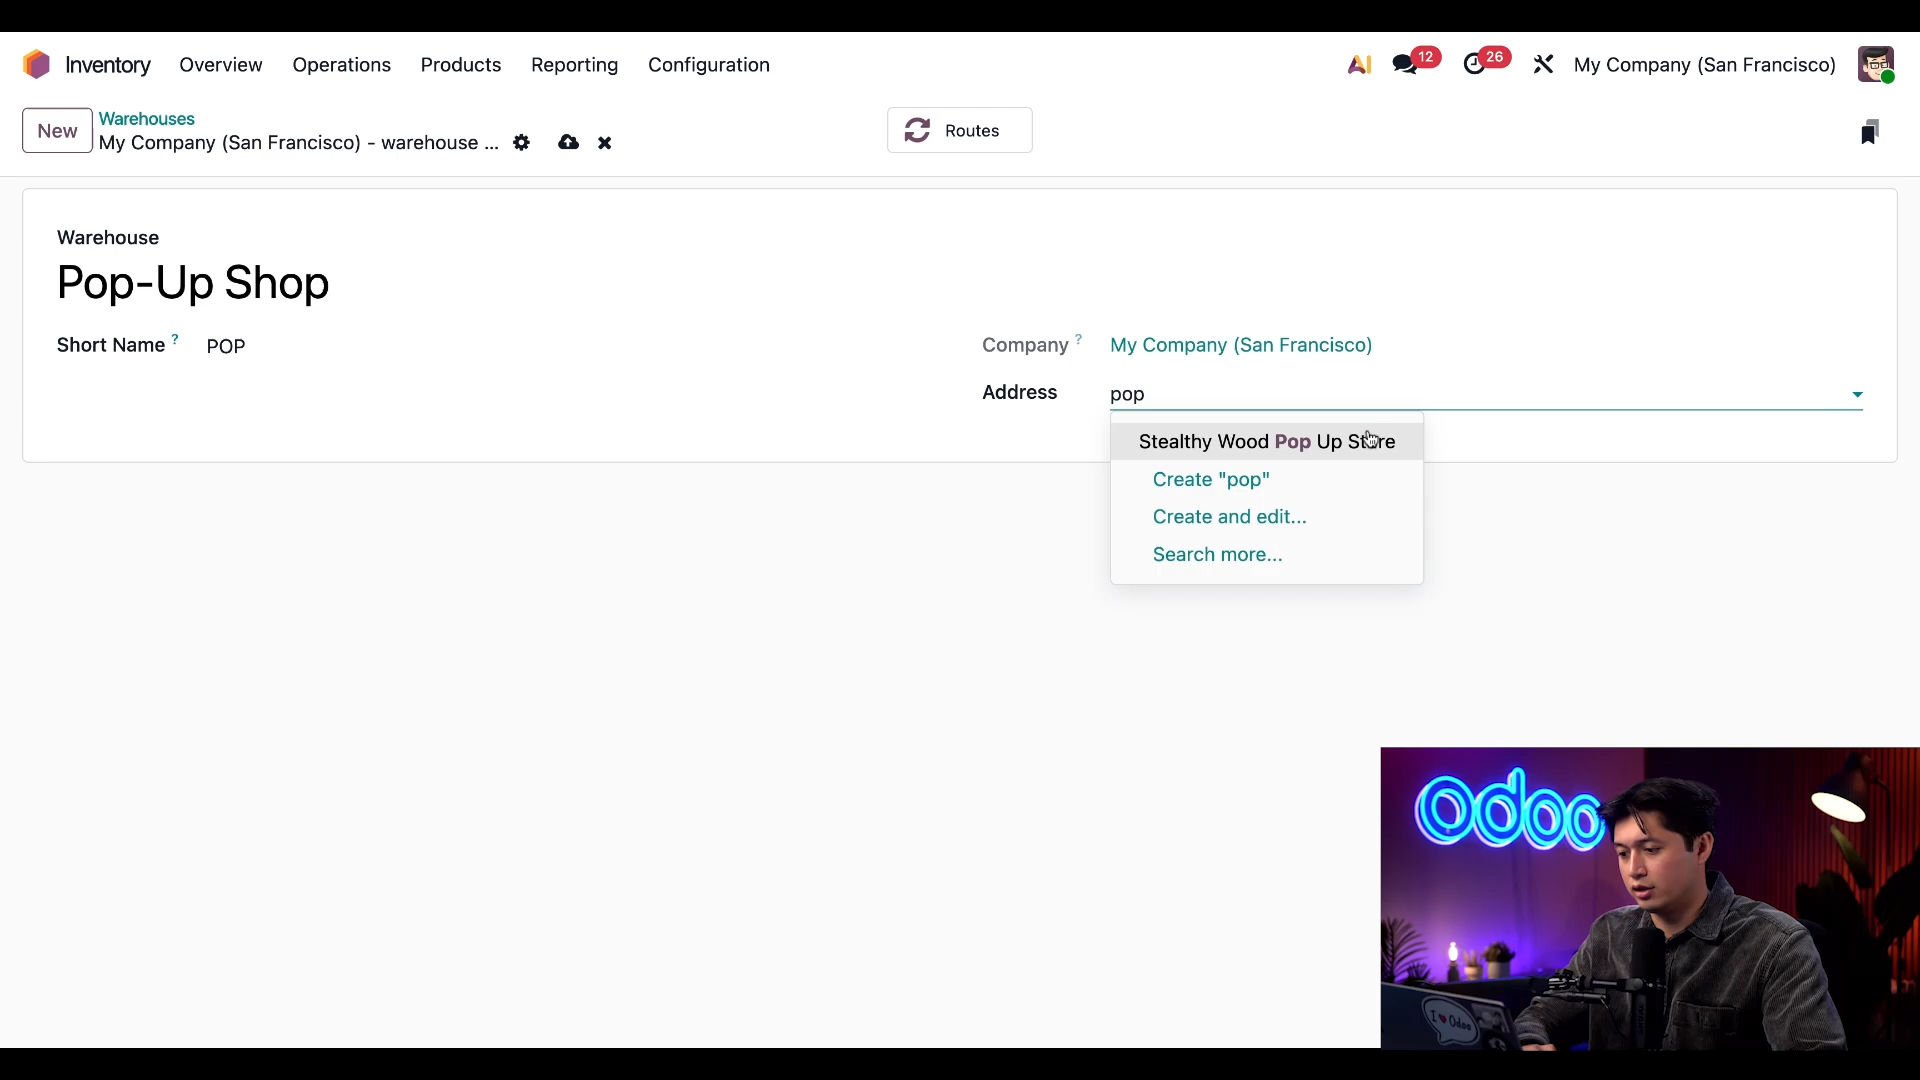 Inventory Overview Operations Products Reporting Configuration AI 12 26 My Company (San Francisco)
New Warehouses
My Company (San Francisco) - warehouse ...
Routes
Warehouse
Pop-Up Shop
Short Name ? POP
Company ? My Company (San Francisco)
Address pop
Stealthy Wood Pop Up Store
Create "pop"
Create and edit...
Search more...
odoo
I ♥ Odoo